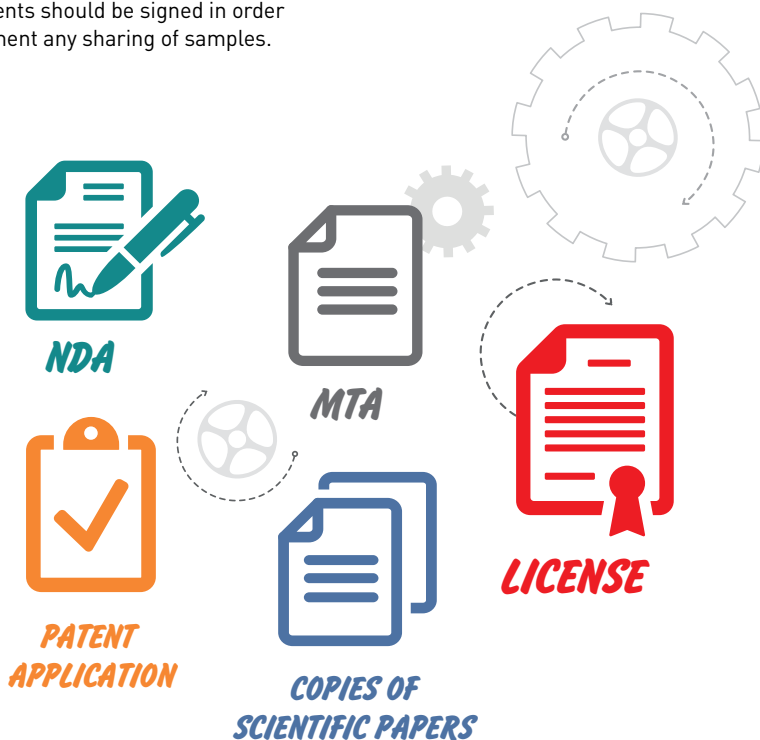 ents should be signed in order
ent any sharing of samples.
NDA
MTA
LICENSE
PATENT
APPLICATION
COPIES OF
SCIENTIFIC PAPERS